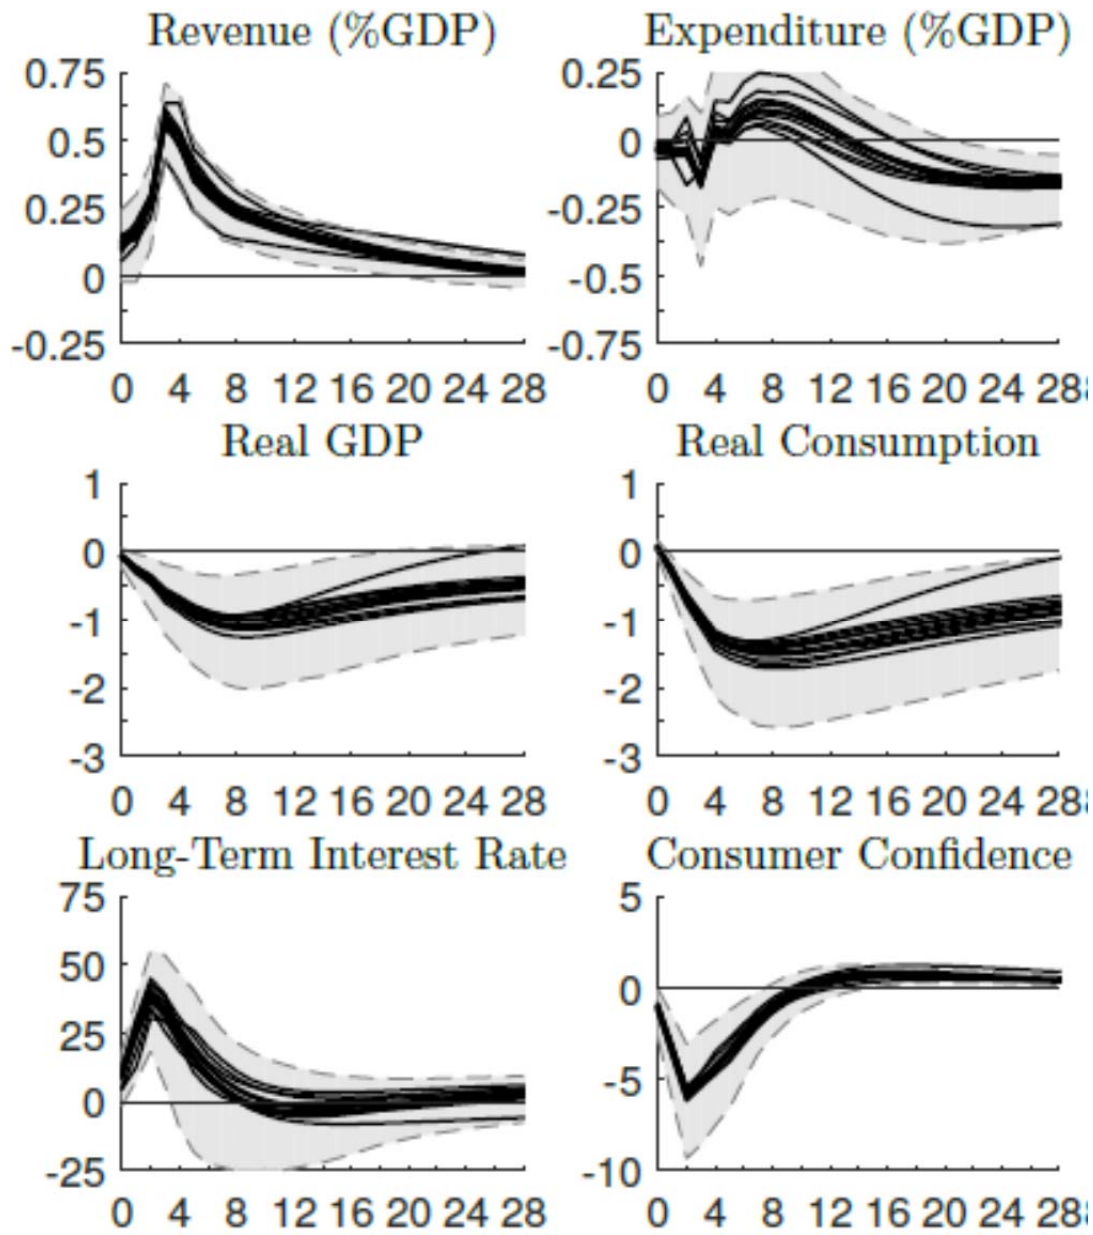 Revenue (%GDP) Expenditure (%GDP)
0.75 0.25
0.5 0
0.25 -0.25
0 -0.5
-0.25 -0.75
0 4 8 12 16 20 24 28 0 4 8 12 16 20 24 28
Real GDP Real Consumption
1 1
0 0
-1 -1
-2 -2
-3 -3
0 4 8 12 16 20 24 28 0 4 8 12 16 20 24 28
Long-Term Interest Rate Consumer Confidence
75 5
50 0
25 -5
0 -10
-25
0 4 8 12 16 20 24 28 0 4 8 12 16 20 24 28